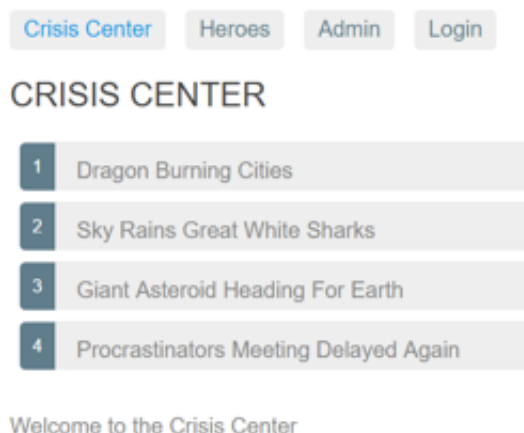 Crisis Center Heroes Admin Login
CRISIS CENTER
1 Dragon Burning Cities
2 Sky Rains Great White Sharks
3 Giant Asteroid Heading For Earth
4 Procrastinators Meeting Delayed Again
Welcome to the Crisis Center